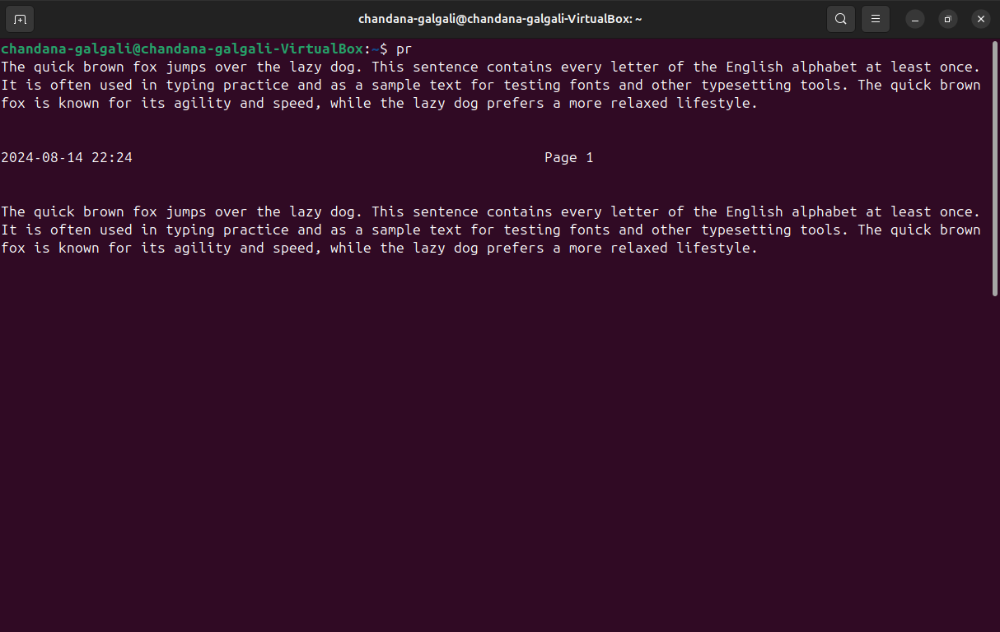 chandana-galgali@chandana-galgali-VirtualBox: ~
chandana-galgali@chandana-galgali-VirtualBox:~$ pr
The quick brown fox jumps over the lazy dog. This sentence contains every letter of the English alphabet at least once.
It is often used in typing practice and as a sample text for testing fonts and other typesetting tools. The quick brown
fox is known for its agility and speed, while the lazy dog prefers a more relaxed lifestyle.
2024-08-14 22:24 Page 1
The quick brown fox jumps over the lazy dog. This sentence contains every letter of the English alphabet at least once.
It is often used in typing practice and as a sample text for testing fonts and other typesetting tools. The quick brown
fox is known for its agility and speed, while the lazy dog prefers a more relaxed lifestyle.